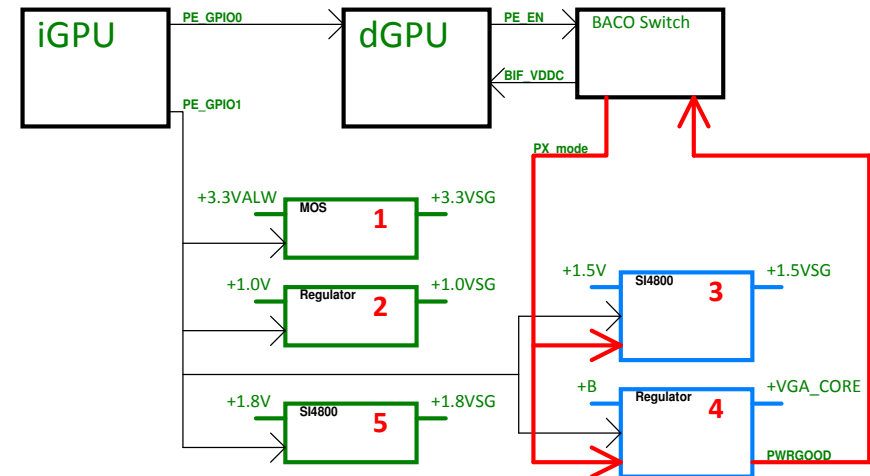 iGPU
PE_GPIO0
dGPU
PE_EN
BACO Switch
BIF_VDDC
PE_GPIO1
PX_mode
+3.3VALW
MOS
1
+3.3VSG
+1.0V
Regulator
2
+1.0VSG
+1.5V
SI4800
3
+1.5VSG
+1.8V
SI4800
5
+1.8VSG
+B
Regulator
4
+VGA_CORE
PWRGOOD